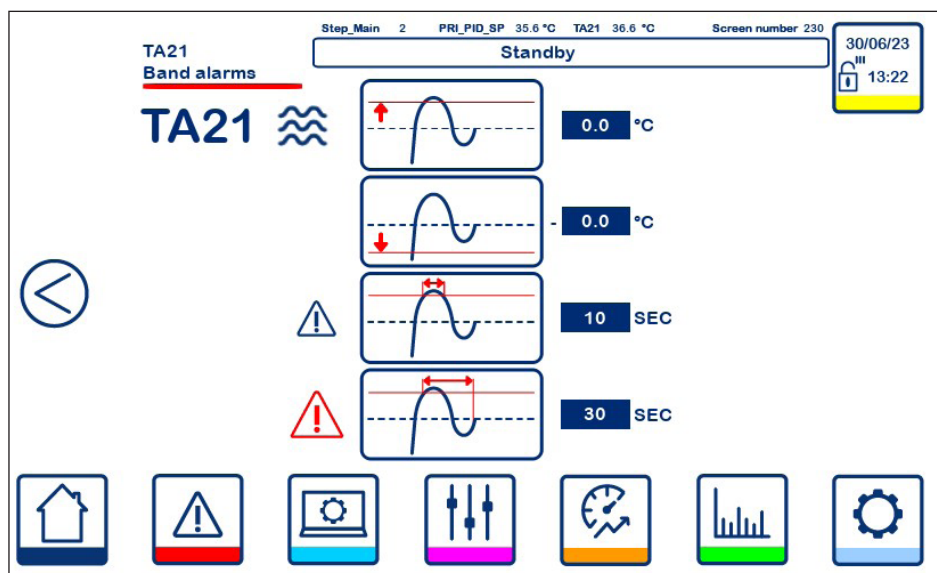 Step_Main 2 PRI_PID_SP 35.6 °C TA21 36.6 °C Screen number 230
Standby
30/06/23
III
13:22
TA21
Band alarms
TA21
0.0 °C
- 0.0 °C
10 SEC
30 SEC